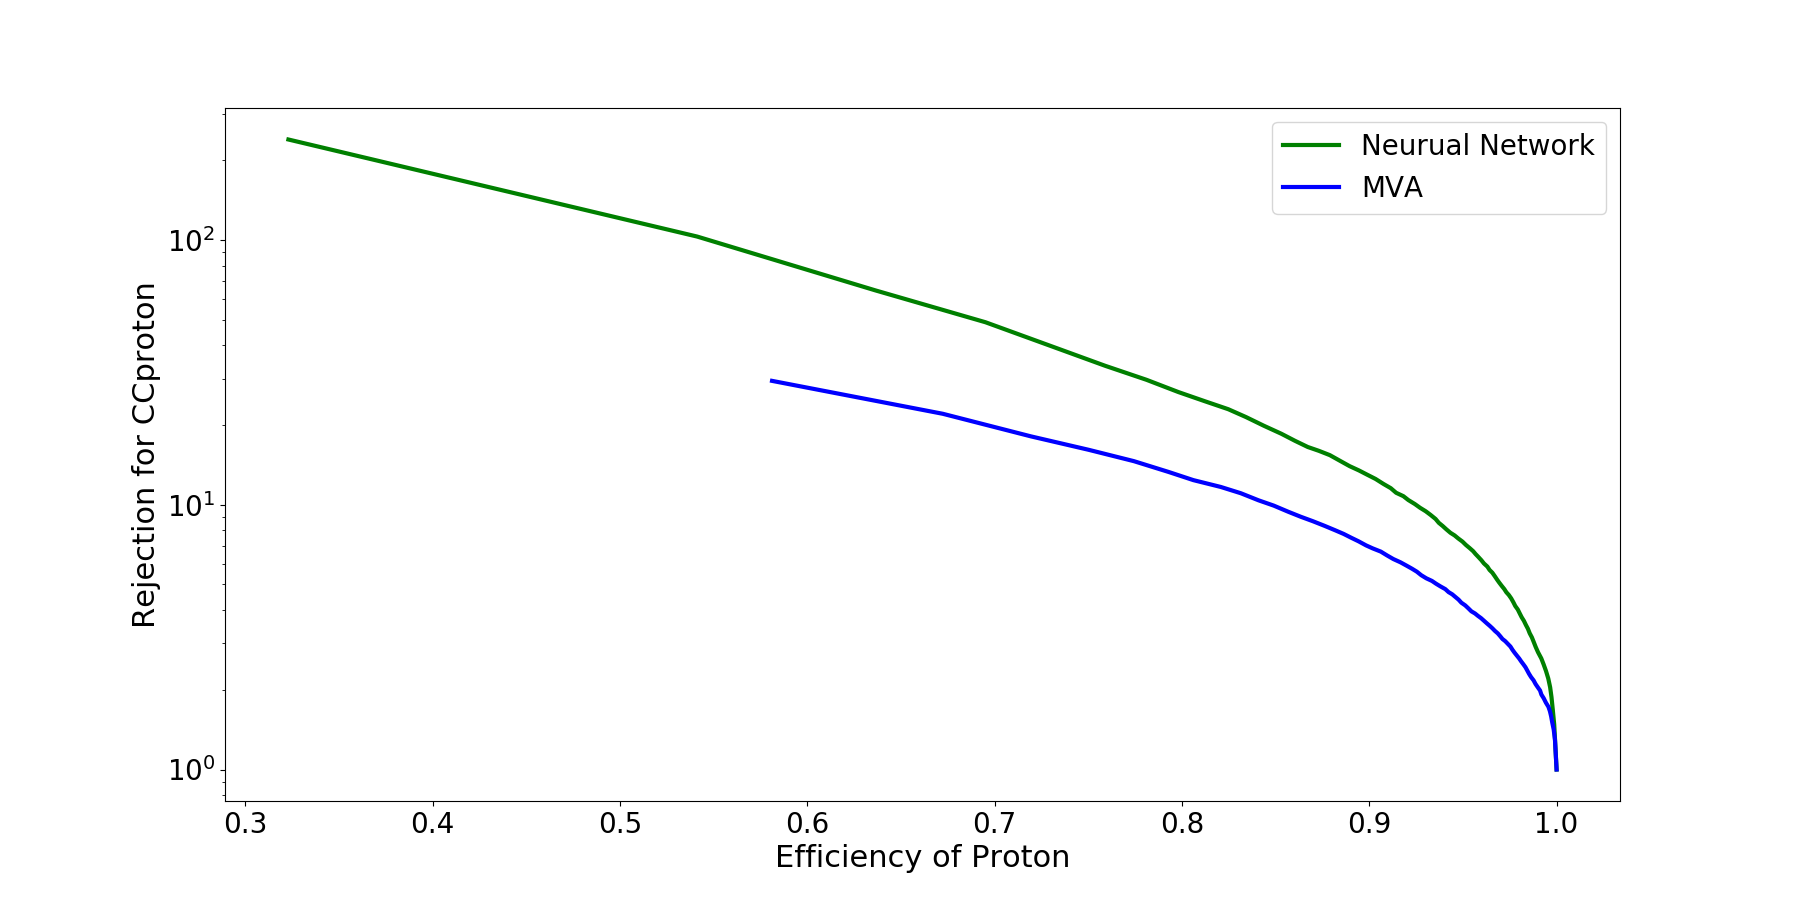 Neurual Network
MVA
Rejection for CCproton
10²
10¹
10⁰
0.3 0.4 0.5 0.6 0.7 0.8 0.9 1.0
Efficiency of Proton